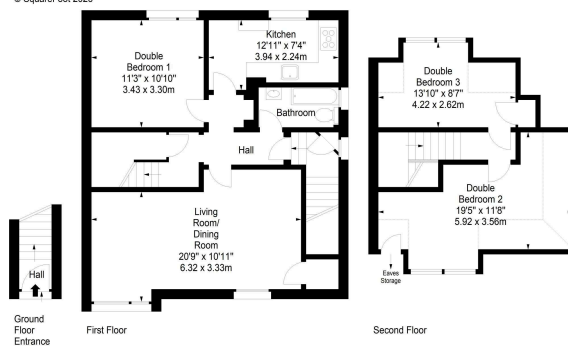 Double
Bedroom 1
11'3" x 10'10"
3.43 x 3.30m
Kitchen
12'11" x 7'4"
3.94 x 2.24m
Bathroom
Hall
Living
Room/
Dining
Room
20'9" x 10'11"
6.32 x 3.33m
Double
Bedroom 3
13'10" x 8'7"
4.22 x 2.62m
Double
Bedroom 2
19'5" x 11'8"
5.92 x 3.56m
Eaves
Storage
Hall
Ground
Floor
Entrance
First Floor
Second Floor